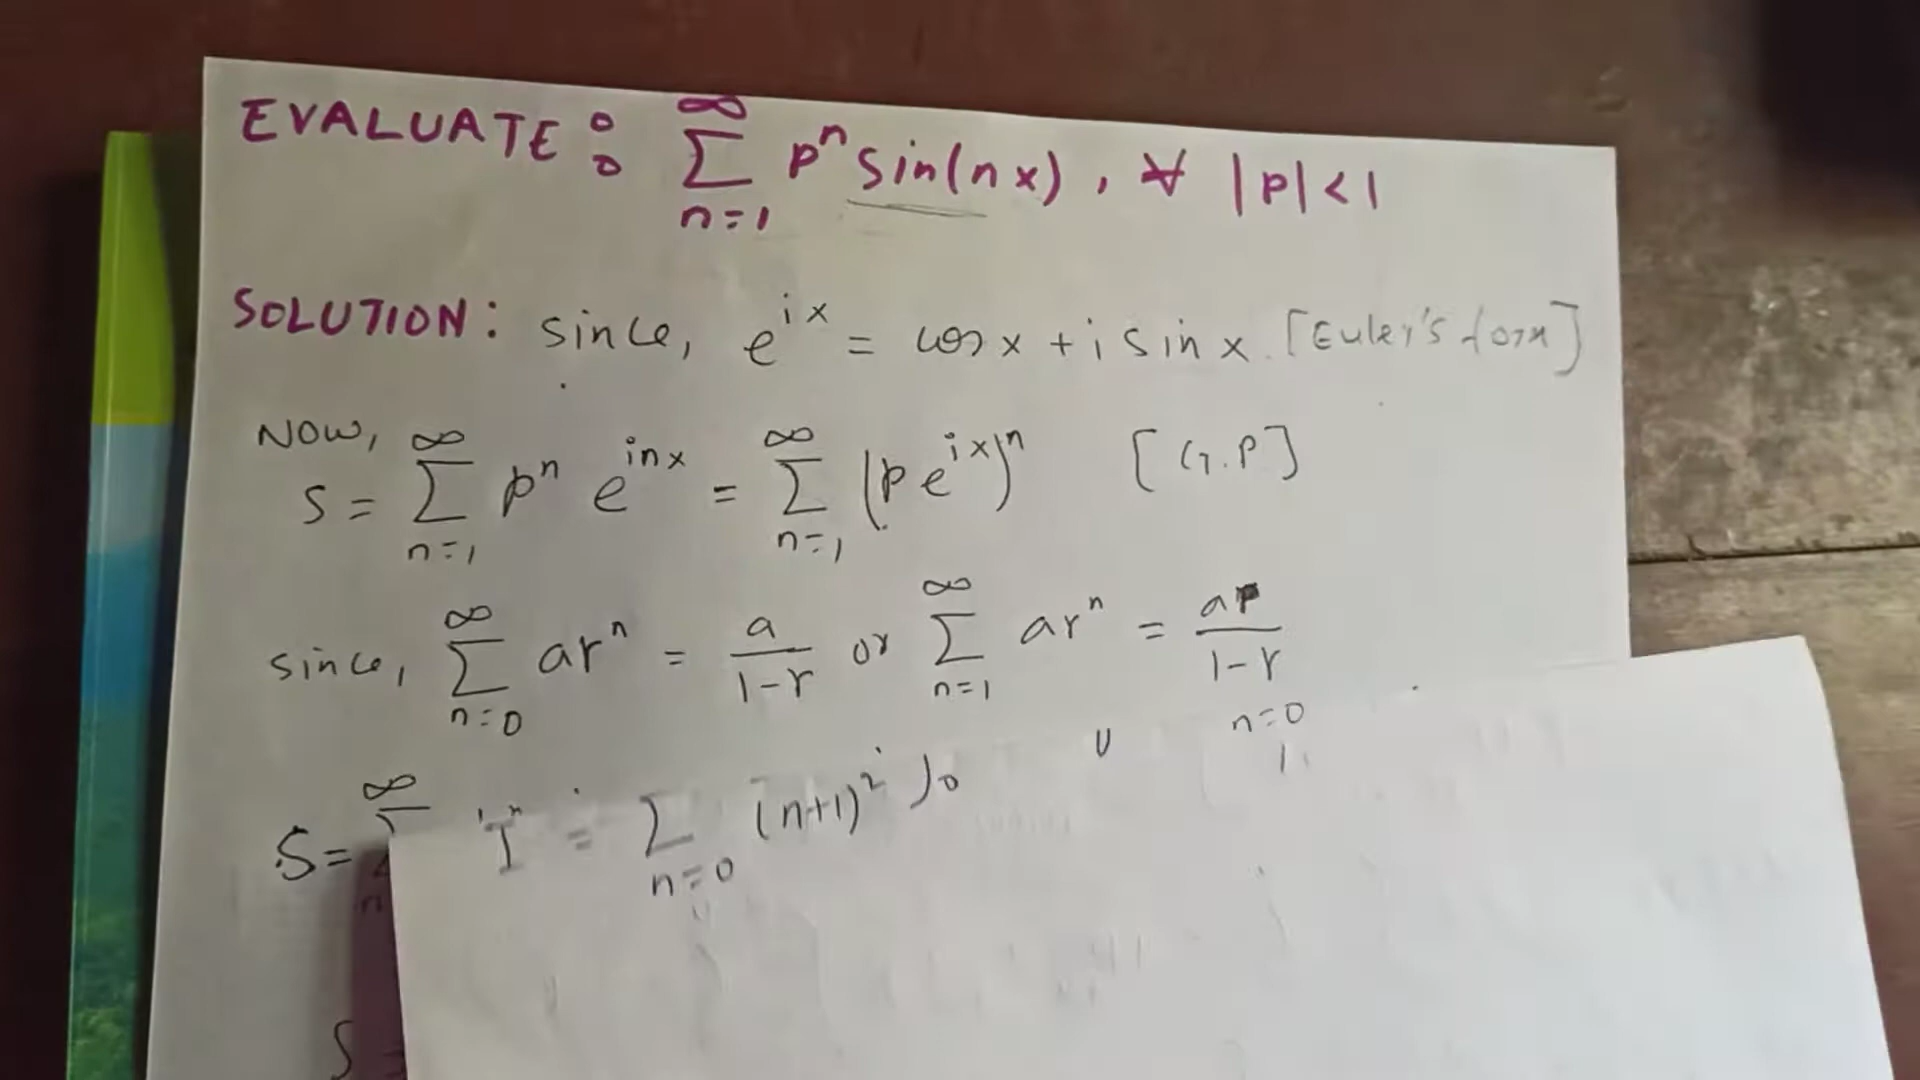 EVALUATE : ∞∑n=1 pⁿ sin(nx), ∀ |p|<1
SOLUTION: since, e^{ix} = cos x + i sin x. [Euler's form]
NOW,
S = ∞∑n=1 pⁿ e^{inx} = ∞∑n=1 (pe^{ix})ⁿ [G.P]
since, ∞∑n=0 arⁿ = a/1-r or ∞∑n=1 arⁿ = ar/1-r
n=0
S = ∞∑ = ∑n=0 (n+1)²
S =